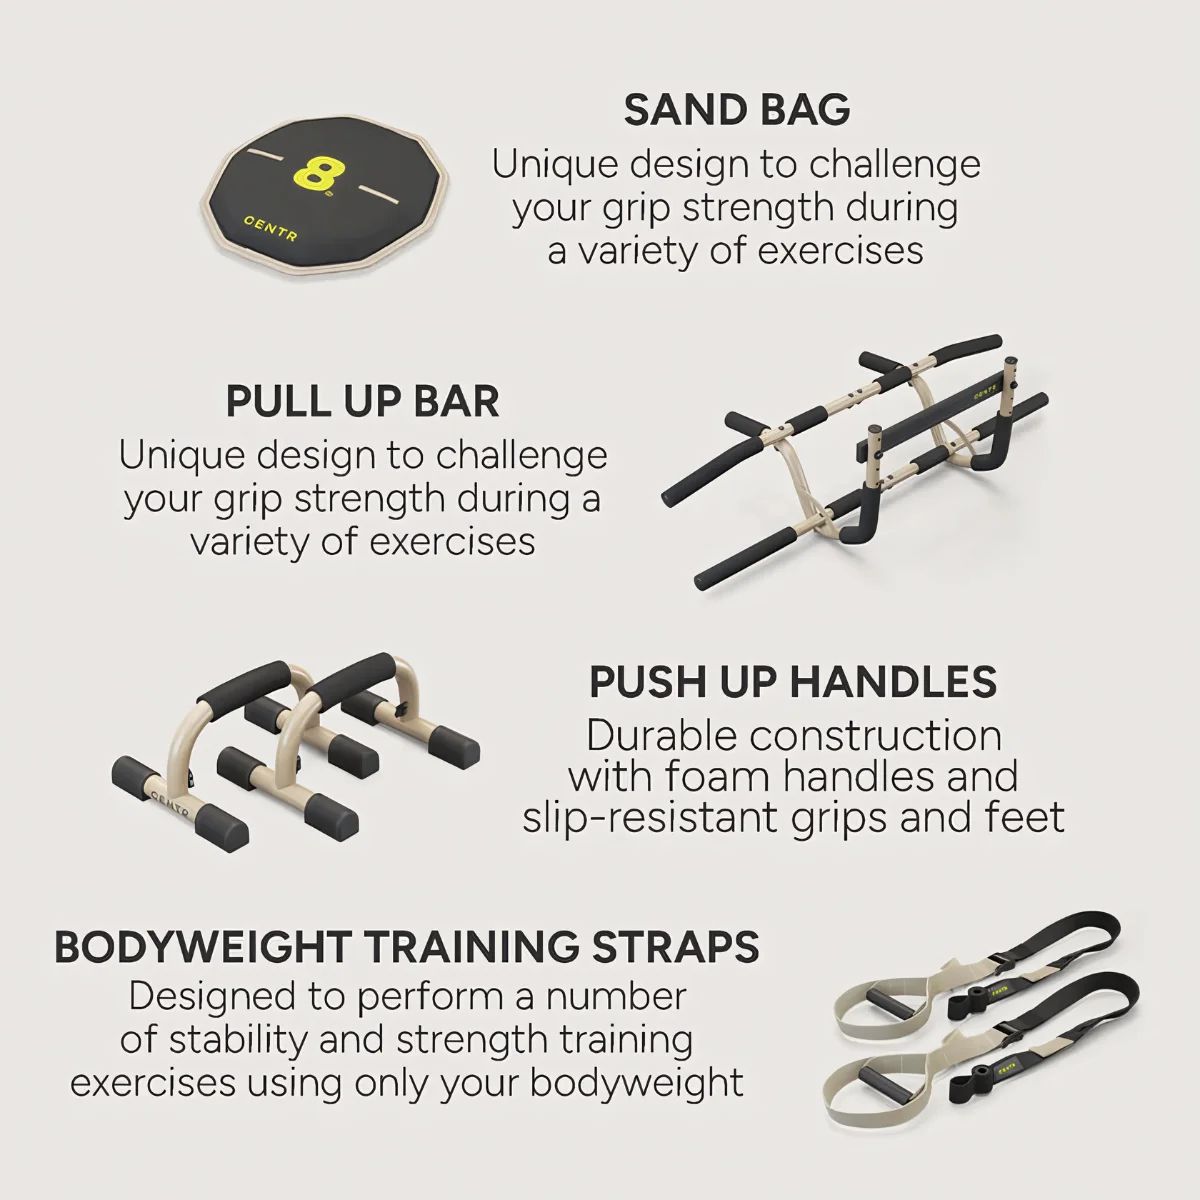 8
CENTR
SAND BAG
Unique design to challenge
your grip strength during
a variety of exercises
PULL UP BAR
Unique design to challenge
your grip strength during a
variety of exercises
CENTR
CENTR
PUSH UP HANDLES
Durable construction
with foam handles and
slip-resistant grips and feet
BODYWEIGHT TRAINING STRAPS
Designed to perform a number
of stability and strength training
exercises using only your bodyweight
CENTR
CENTR